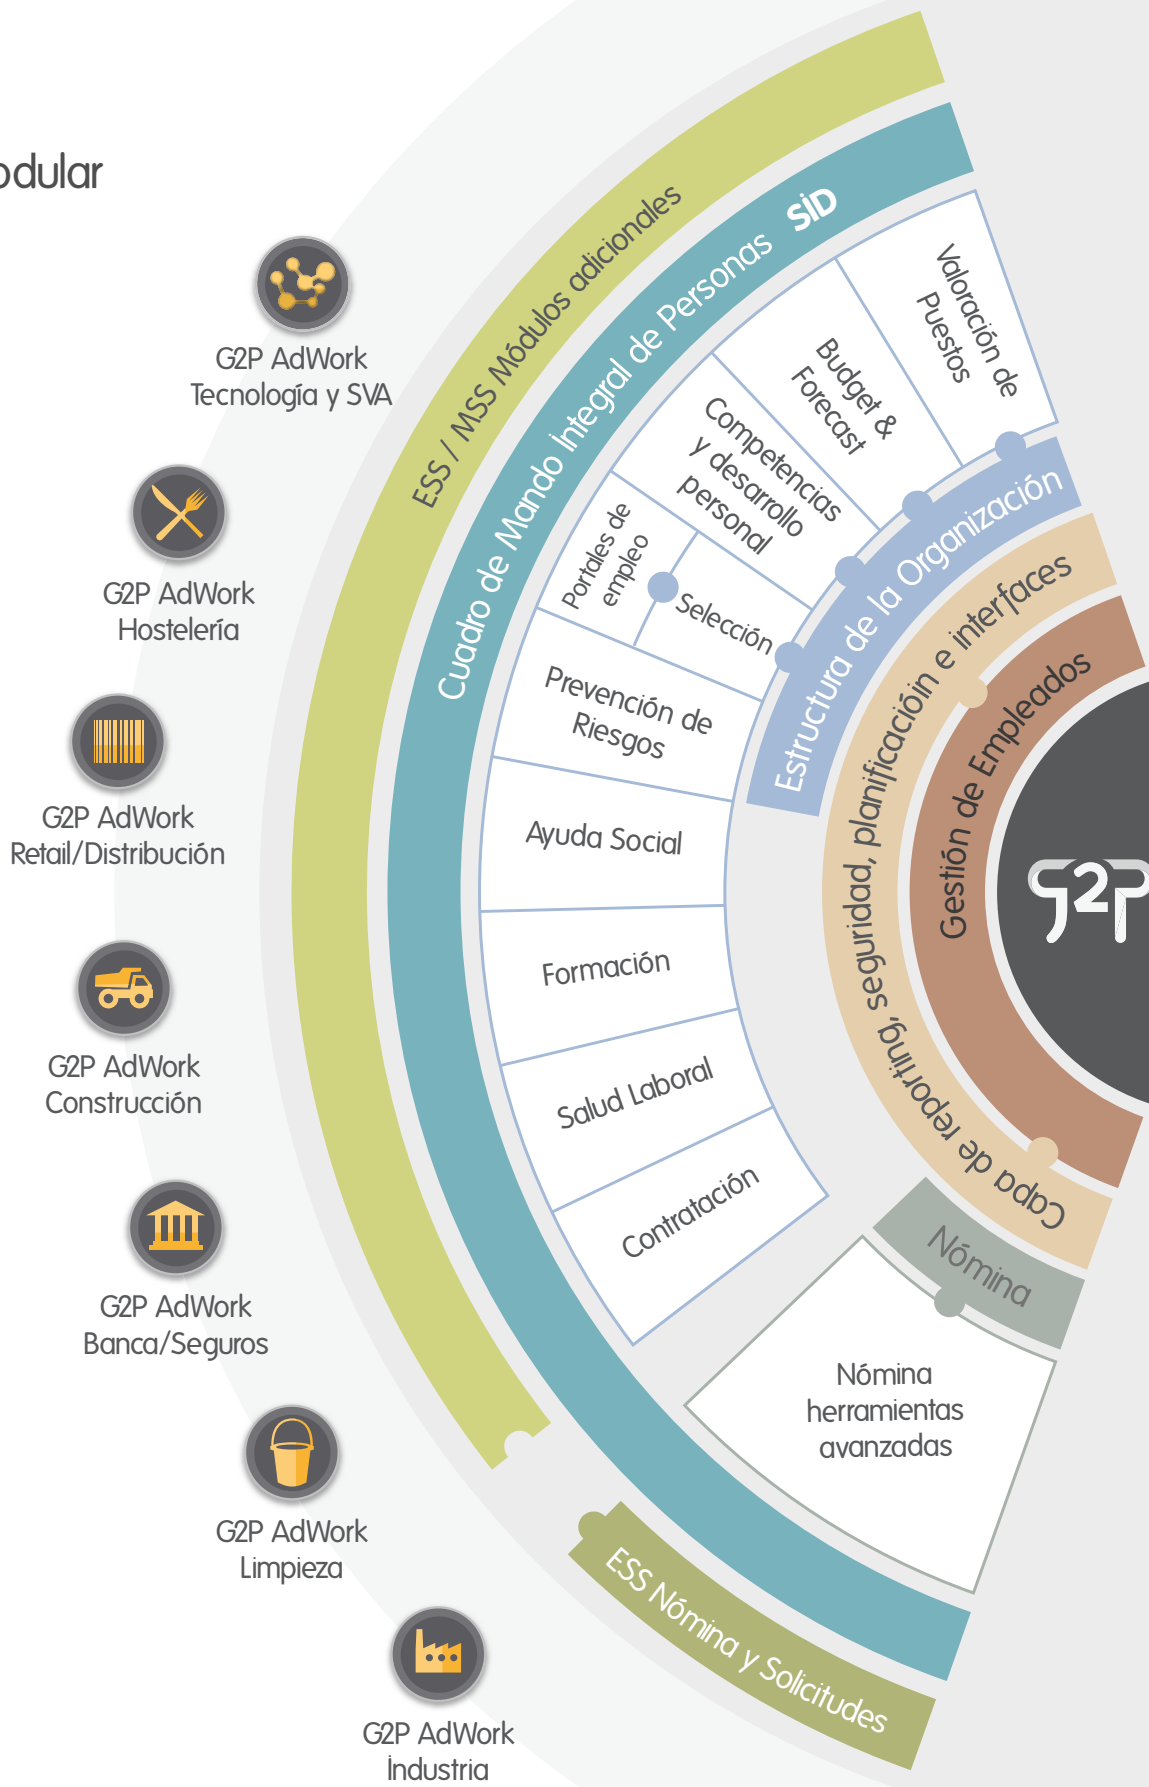 odular
G2P AdWork
Tecnología y SVA
G2P AdWork
Hostelería
G2P AdWork
Retail/Distribución
G2P AdWork
Construcción
G2P AdWork
Banca/Seguros
G2P AdWork
Limpieza
G2P AdWork
Industria
ESS / MSS Módulos adicionales
Cuadro de Mando Integral de Personas SiD
Valoración de
Puestos
Budget &
Forecast
Competencias
y desarrollo
personal
Portales de
empleo
Selección
Prevención de
Riesgos
Ayuda Social
Formación
Salud Laboral
Contratación
Estructura de la Organización
Capa de reporting, seguridad, planificacióin e interfaces
Gestión de Empleados
g2p
Nómina
Nómina
herramientas
avanzadas
ESS Nómina y Solicitudes